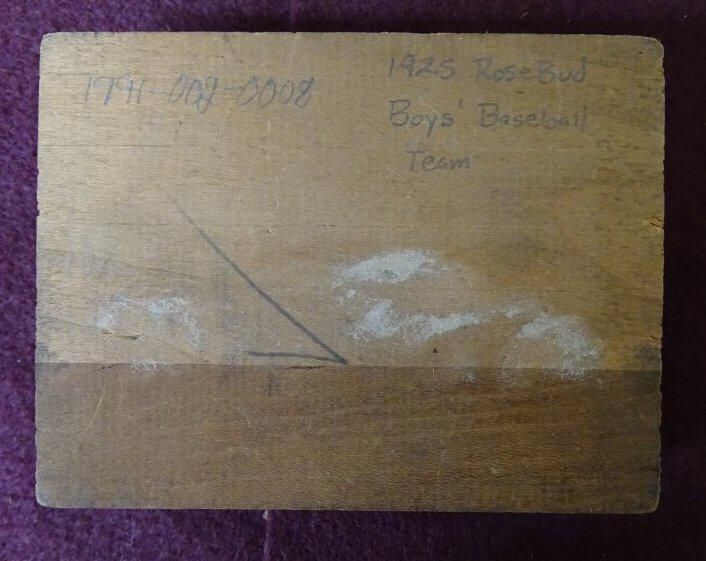 1991-002-0008
1925 RoseBud
Boys' Baseball
Team